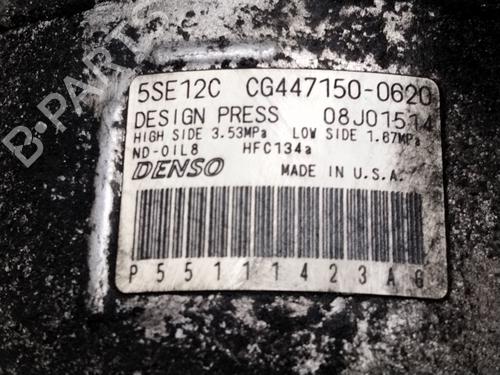 5SE12C CG447150-0620
DESIGN PRESS 08J01514
HIGH SIDE 3.53MPa LOW SIDE 1.67MPa
ND-OIL8 HFC134a
DENSO MADE IN U.S.A.
P55111423AG
B-PARTS